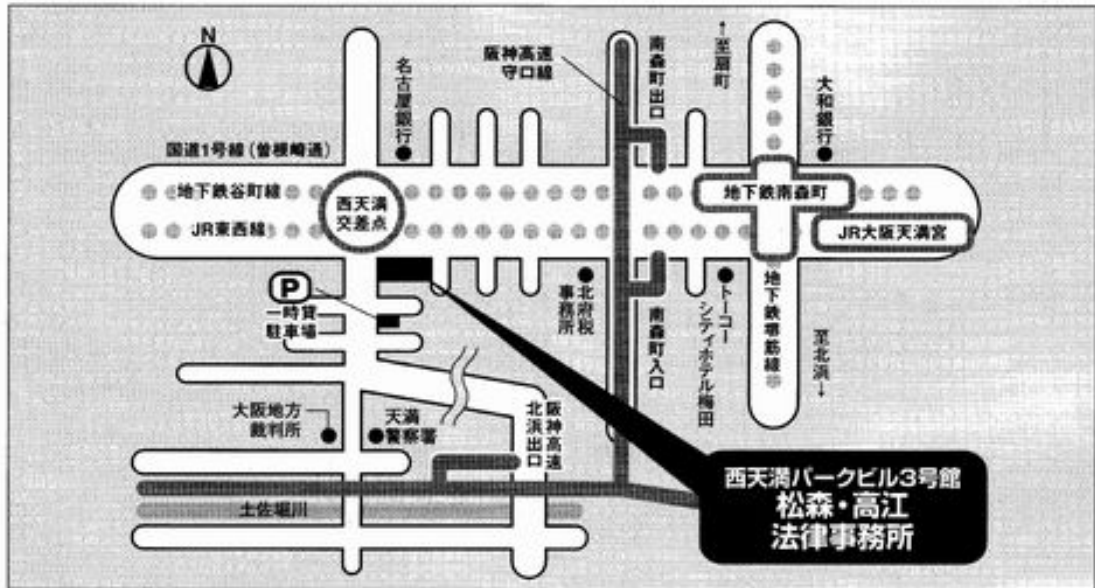 N
阪神高速
守口線
南森町出口
↑至扇町
大和銀行
名古屋銀行
国道1号線(曽根崎通)
地下鉄谷町線
西天満
交差点
地下鉄南森町
JR東西線
JR大阪天満宮
P
一時貸
駐車場
北府税
事務所
南森町入口
トーコー
シティホテル梅田
地下鉄堺筋線
至北浜↓
大阪地方
裁判所
天満
警察署
阪神高速
北浜出口
土佐堀川
西天満パークビル3号館
松森・高江
法律事務所